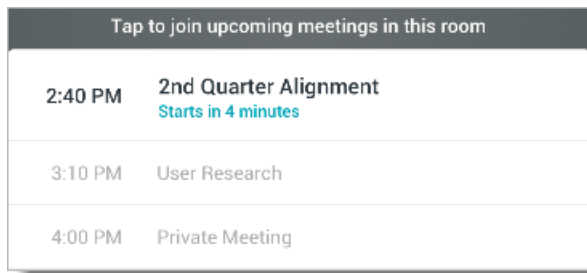 Tap to join upcoming meetings in this room
2:40 PM 2nd Quarter Alignment
Starts in 4 minutes
3:10 PM User Research
4:00 PM Private Meeting